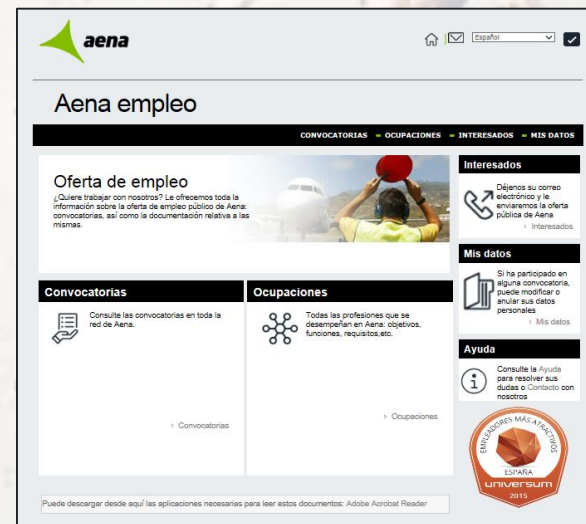 aena
Español
Aena empleo
CONVOCATORIAS
OCUPACIONES
INTERESADOS
MIS DATOS
Oferta de empleo
¿Quiere trabajar con nosotros? Le ofrecemos toda la
información sobre la oferta de empleo público de Aena:
convocatorias, así como la documentación relativa a las
mismas.
Interesados
Déjenos su correo
electrónico y le
enviaremos la oferta
pública de Aena
› Interesados
Mis datos
Si ha participado en
alguna convocatoria,
puede modificar o
anular sus datos
personales
› Mis datos
Convocatorias
Consulte las convocatorias en toda la
red de Aena.
› Convocatorias
Ocupaciones
Todas las profesiones que se
desempeñan en Aena: objetivos,
funciones, requisitos,etc.
› Ocupaciones
Ayuda
Consulte la Ayuda
para resolver sus
dudas o Contacto con
nosotros
EMPLEADORES MÁS ATRACTIVOS
ESPAÑA
universum
2015
Puede descargar desde aquí las aplicaciones necesarias para leer estos documentos: Adobe Acrobat Reader